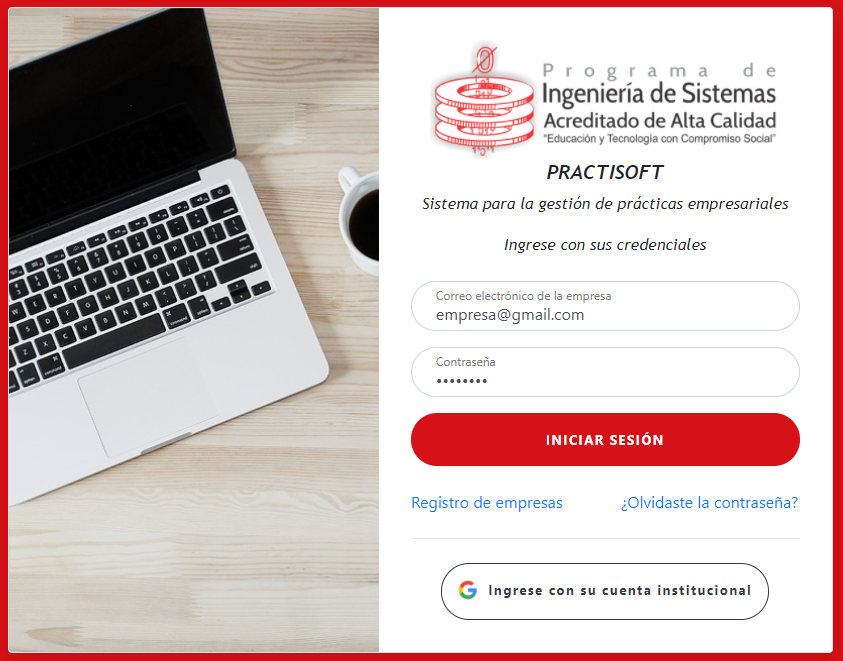 Programa de
Ingeniería de Sistemas
Acreditado de Alta Calidad
"Educación y Tecnología con Compromiso Social"
PRACTISOFT
Sistema para la gestión de prácticas empresariales
Ingrese con sus credenciales
Correo electrónico de la empresa
empresa@gmail.com
Contraseña
••••••••
INICIAR SESIÓN
Registro de empresas ¿Olvidaste la contraseña?
G Ingrese con su cuenta institucional